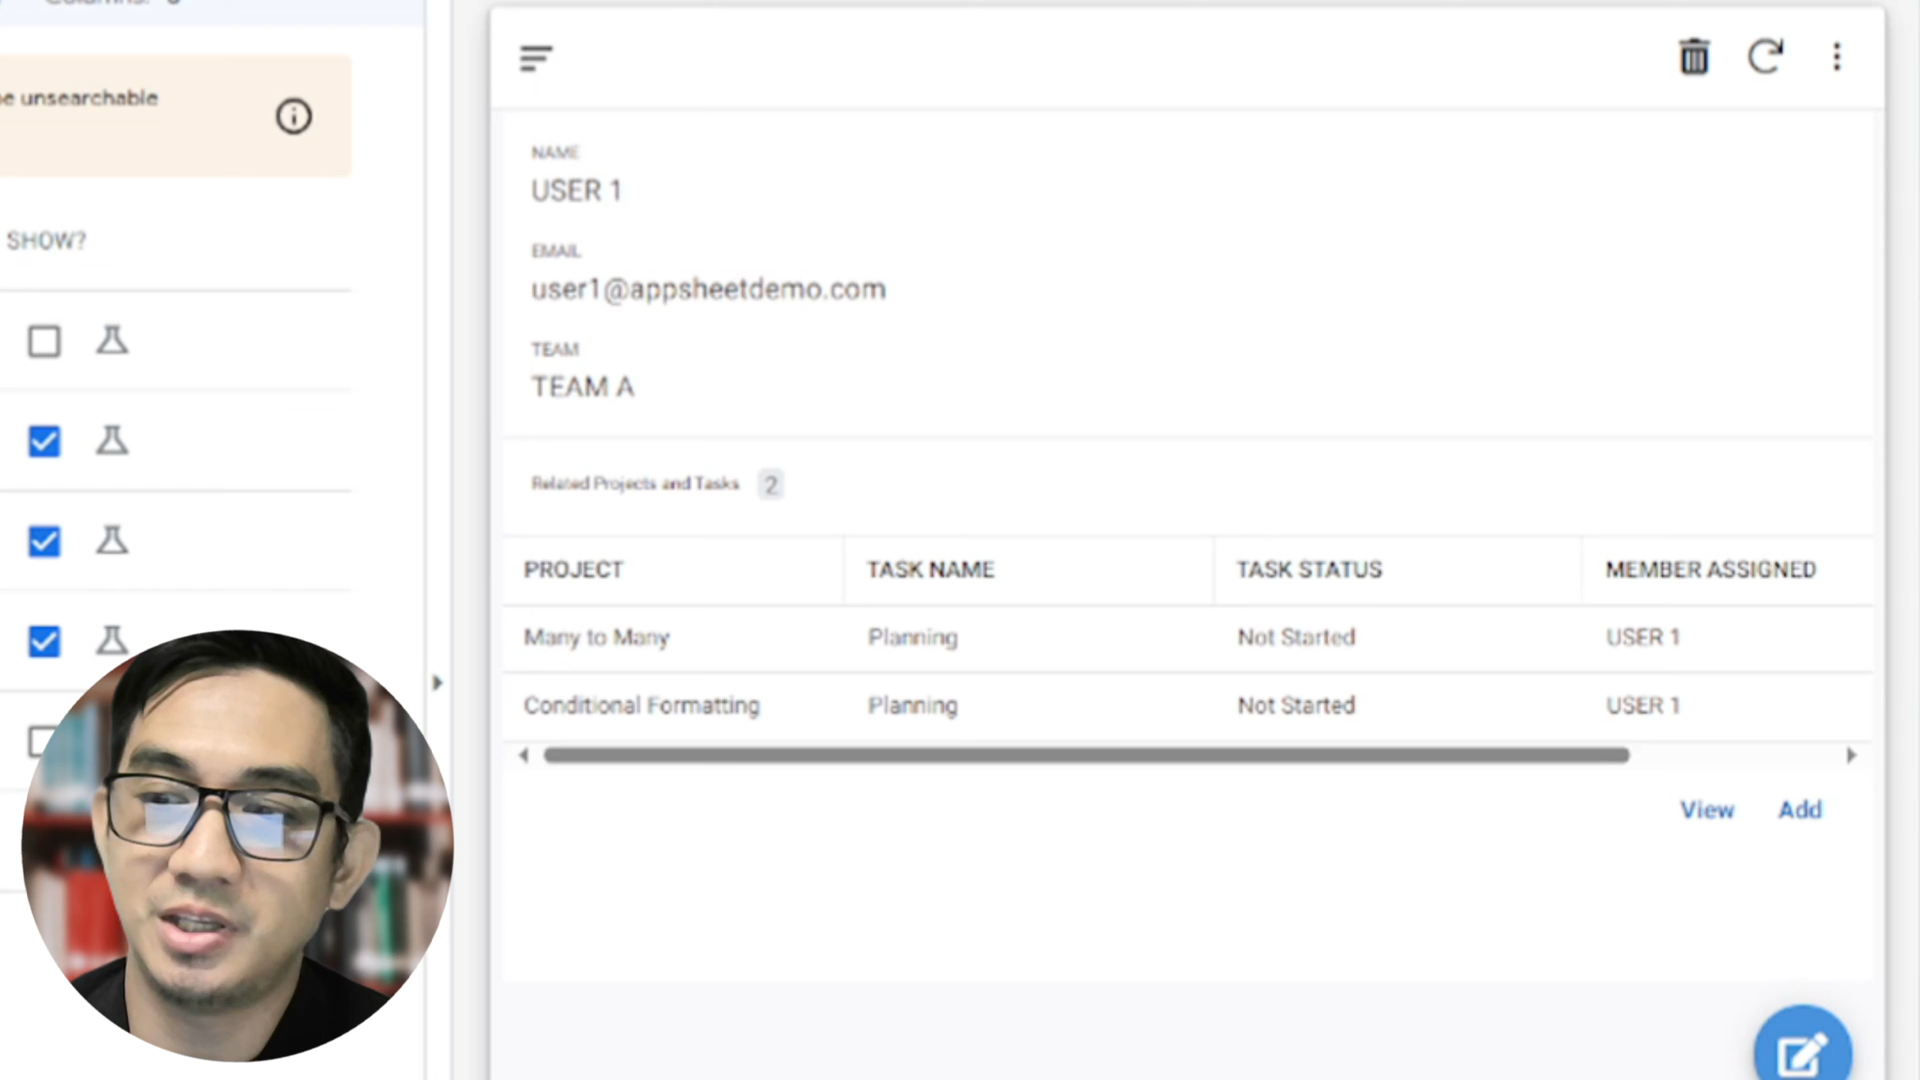 unsearchable
SHOW?
NAME
USER 1
EMAIL
user1@appsheetdemo.com
TEAM
TEAM A
Related Projects and Tasks 2
PROJECT TASK NAME TASK STATUS MEMBER ASSIGNED
Many to Many Planning Not Started USER 1
Conditional Formatting Planning Not Started USER 1
View Add